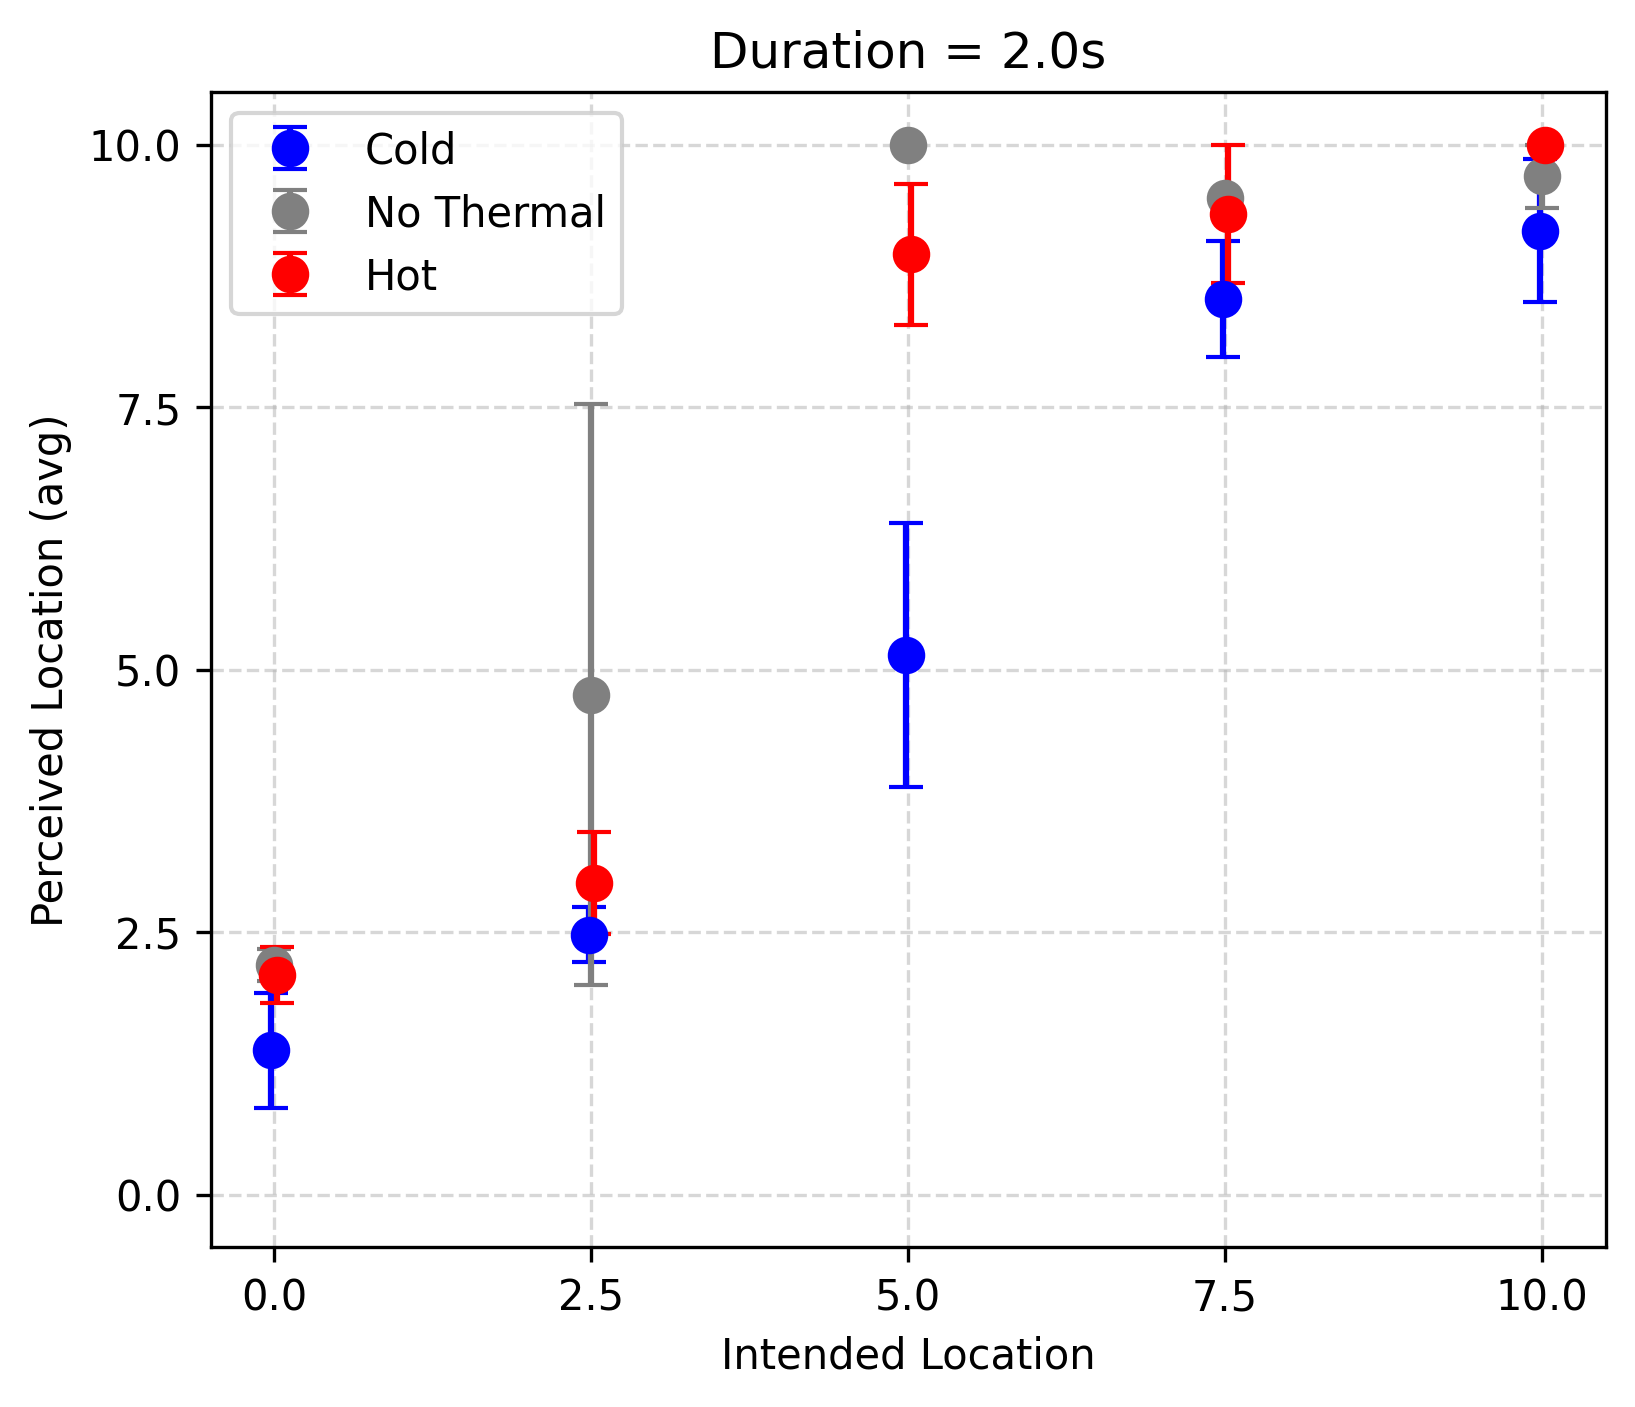 Duration = 2.0s
Cold
No Thermal
Hot
10.0
7.5
5.0
2.5
0.0
Perceived Location (avg)
0.0 2.5 5.0 7.5 10.0
Intended Location